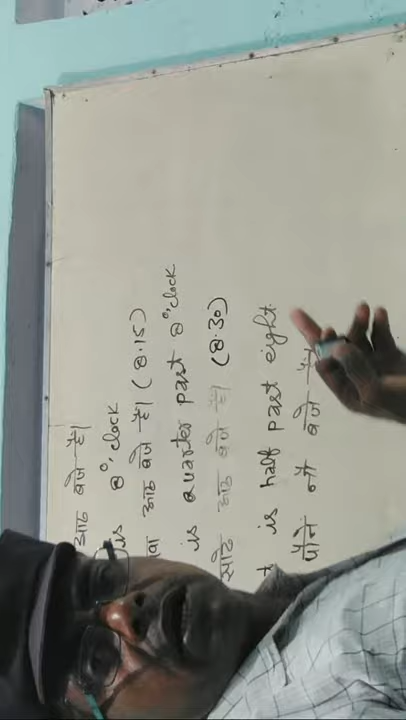 आठ बजे हैं।
is 8 o'clock
आठ बजे हैं। (8.15)
is quarter past 8 o'clock
साढ़े आठ बजे हैं। (8.30)
is half past eight.
पौने नौ बजे हैं